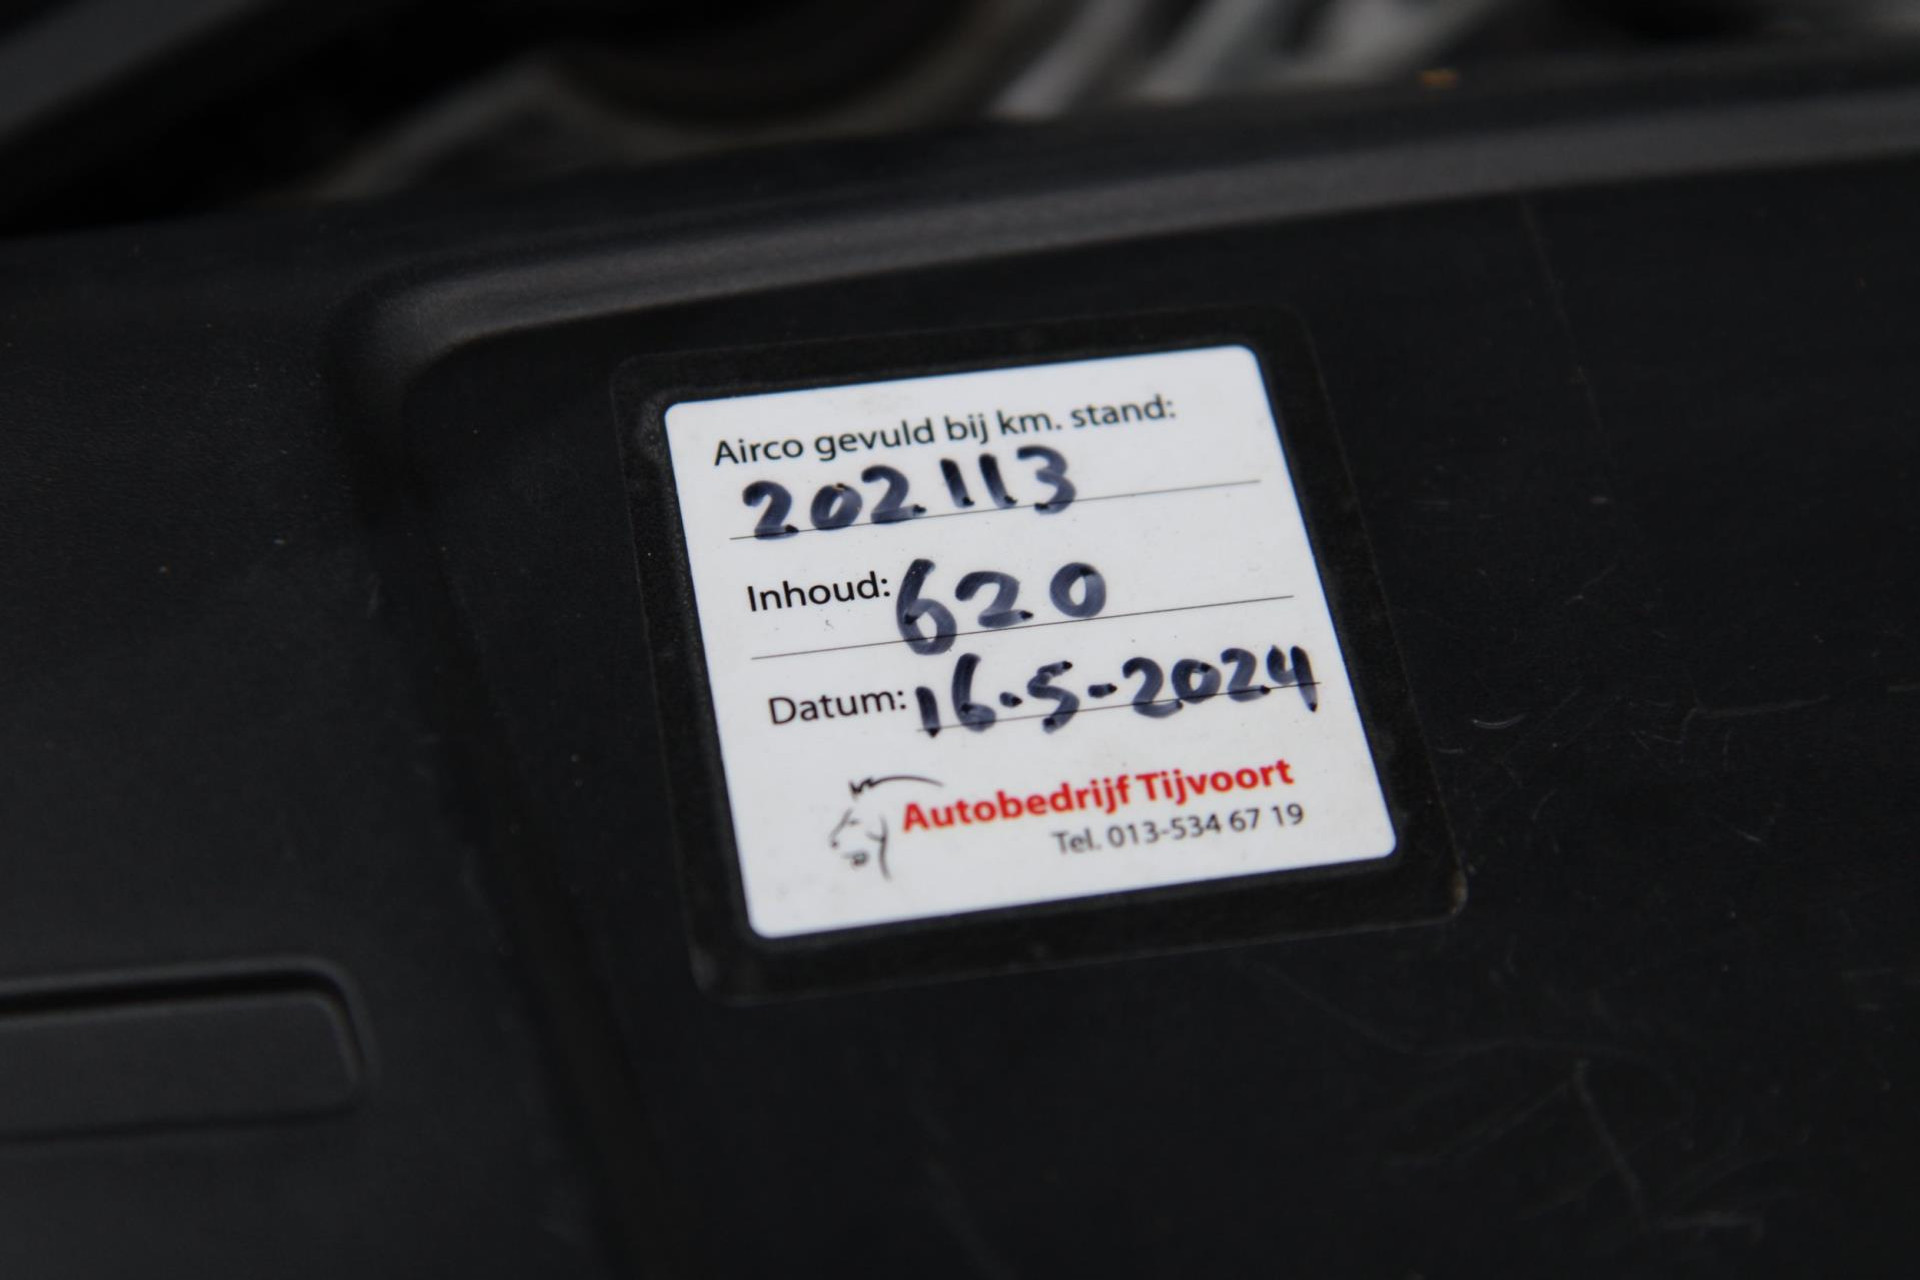 Airco gevuld bij km. stand:
202113
Inhoud: 620
Datum: 16-5-2024
Autobedrijf Tijvoort
Tel. 013-534 67 19